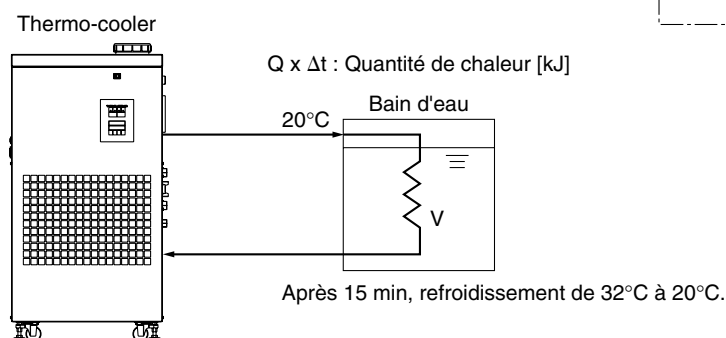 Thermo-cooler
Q x Δt : Quantité de chaleur [kJ]
Bain d'eau
20°C
V
Après 15 min, refroidissement de 32°C à 20°C.